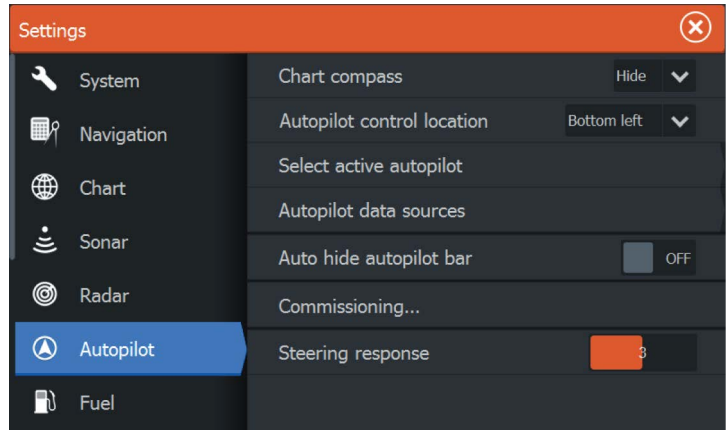 Settings
System
Navigation
Chart
Sonar
Radar
Autopilot
Fuel
Chart compass Hide
Autopilot control location Bottom left
Select active autopilot
Autopilot data sources
Auto hide autopilot bar OFF
Commissioning...
Steering response 3